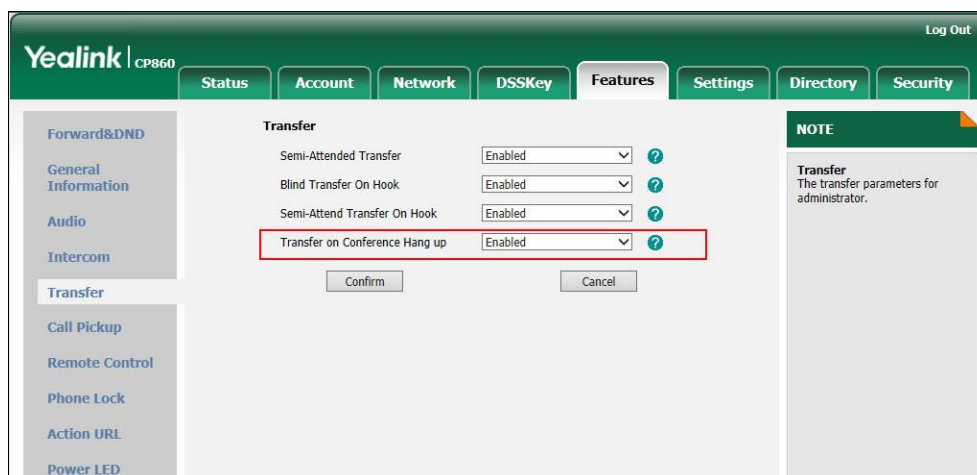 Log Out
Yealink CP860
Status Account Network DSSKey Features Settings Directory Security
Forward&DND
General
Information
Audio
Intercom
Transfer
Call Pickup
Remote Control
Phone Lock
Action URL
Power LED
Transfer
Semi-Attended Transfer Enabled ?
Blind Transfer On Hook Enabled ?
Semi-Attend Transfer On Hook Enabled ?
Transfer on Conference Hang up Enabled ?
Confirm Cancel
NOTE
Transfer
The transfer parameters for
administrator.